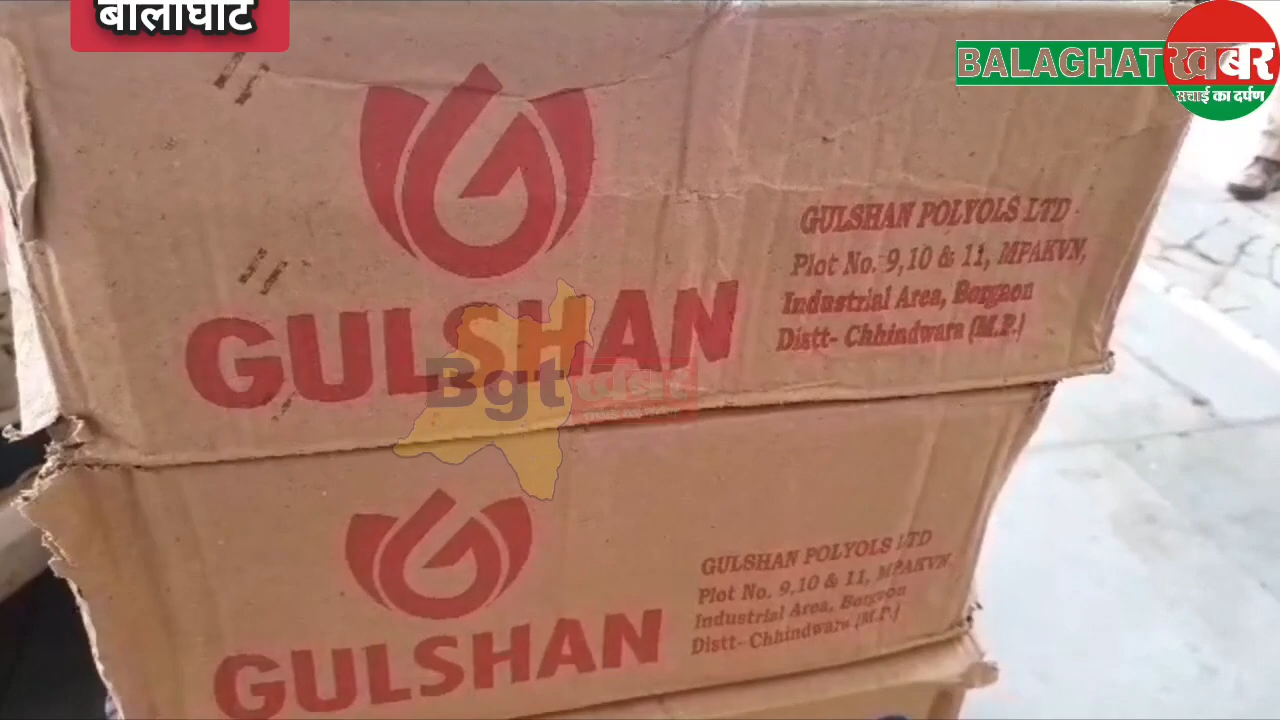 बालाघाट
BALAGHAT खबर
सच्चाई का दर्पण
GULSHAN
GULSHAN POLYOLS LTD
Plot No. 9,10 & 11, MPAKVN,
Industrial Area, Borgaon
Distt- Chhindwara (M.P.)
Bgt
GULSHAN
GULSHAN POLYOLS LTD
Plot No. 9,10 & 11, MPAKVN,
Industrial Area, Borgaon
Distt- Chhindwara (M.P.)